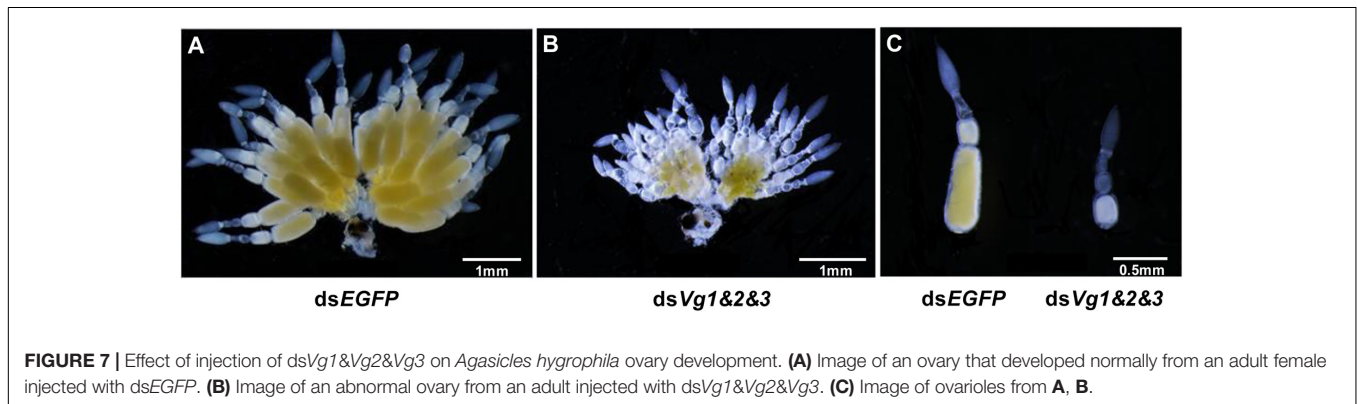 A
B
C
1mm
1mm
0.5mm
dsEGFP
dsVg1&2&3
dsEGFP
dsVg1&2&3
FIGURE 7 | Effect of injection of dsVg1&Vg2&Vg3 on Agasicles hygrophila ovary development. (A) Image of an ovary that developed normally from an adult female
injected with dsEGFP. (B) Image of an abnormal ovary from an adult injected with dsVg1&Vg2&Vg3. (C) Image of ovarioles from A, B.